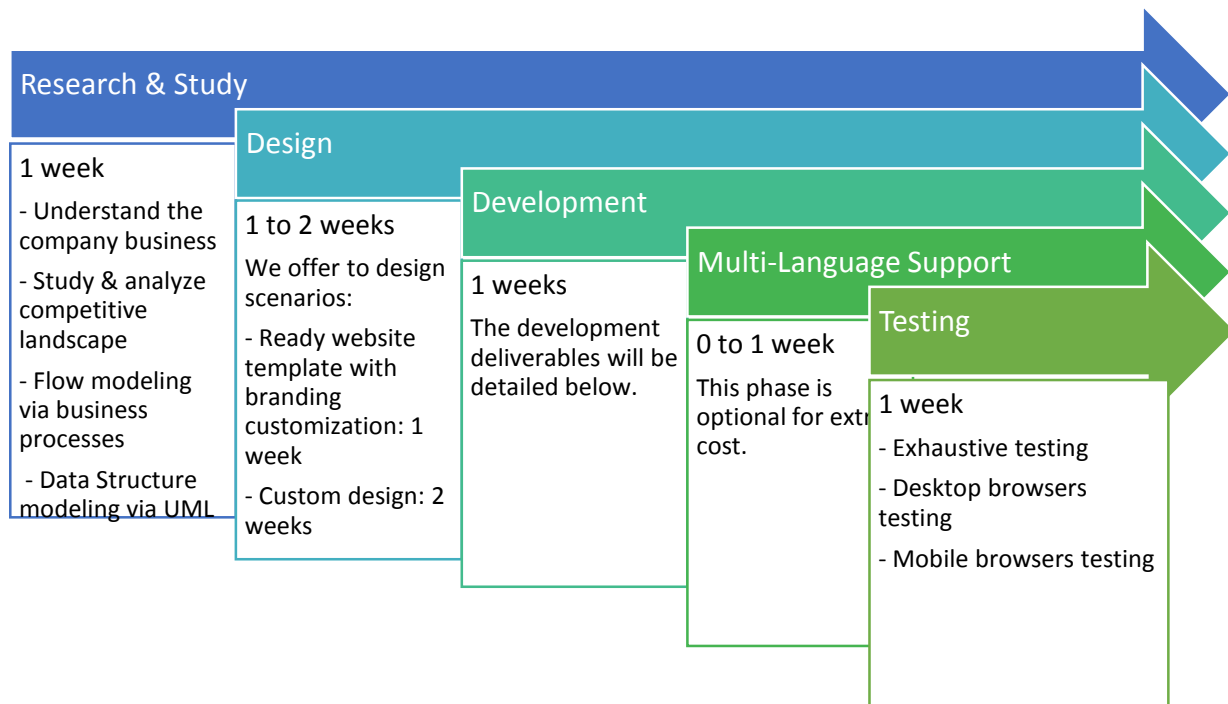 Research & Study
1 week
- Understand the
company business
- Study & analyze
competitive
landscape
- Flow modeling
via business
processes
- Data Structure
modeling via UML
Design
1 to 2 weeks
We offer to design
scenarios:
- Ready website
template with
branding
customization: 1
week
- Custom design: 2
weeks
Development
1 weeks
The development
deliverables will be
detailed below.
Multi-Language Support
0 to 1 week
This phase is
optional for extr
cost.
Testing
1 week
- Exhaustive testing
- Desktop browsers
testing
- Mobile browsers testing